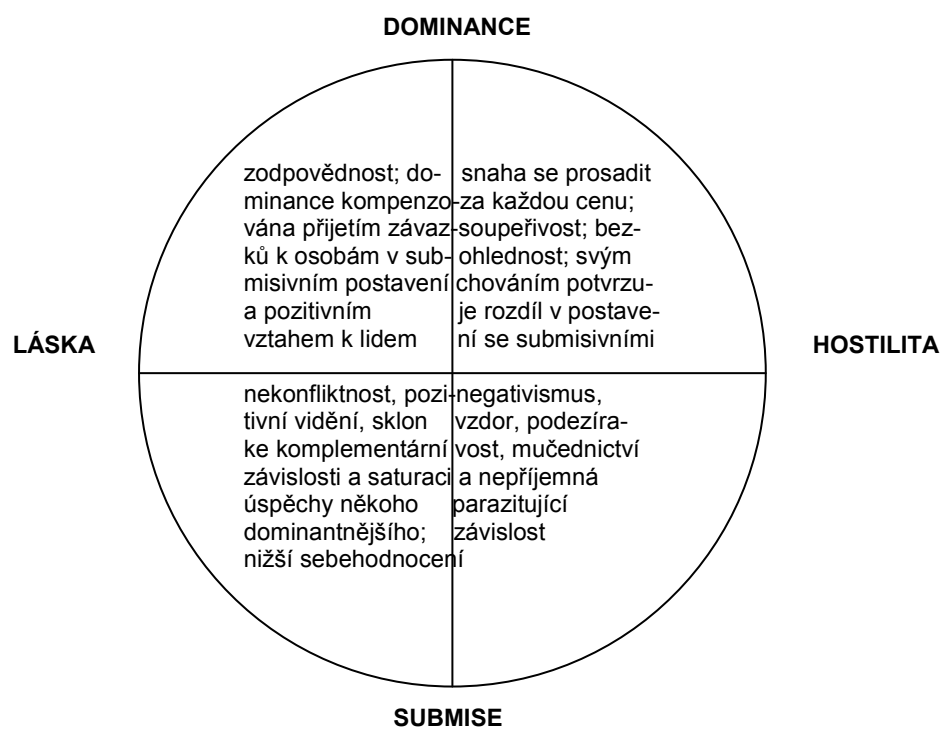 DOMINANCE
zodpovědnost; do-
minance kompenzo-
vána přijetím závaz-
ků k osobám v sub-
misivním postavení
a pozitivním
vztahem k lidem
snaha se prosadit
za každou cenu;
soupeřivost; bez-
ohlednost; svým
chováním potvrzu-
je rozdíl v postave-
ní se submisivními
LÁSKA
HOSTILITA
nekonfliktnost, pozi-
tivní vidění, sklon
ke komplementární
závislosti a saturaci
úspěchy někoho
dominantnějšího;
nižší sebehodnocení
negativismus,
vzdor, podezíra-
vost, mučednictví
a nepříjemná
parazitující
závislost
SUBMISE